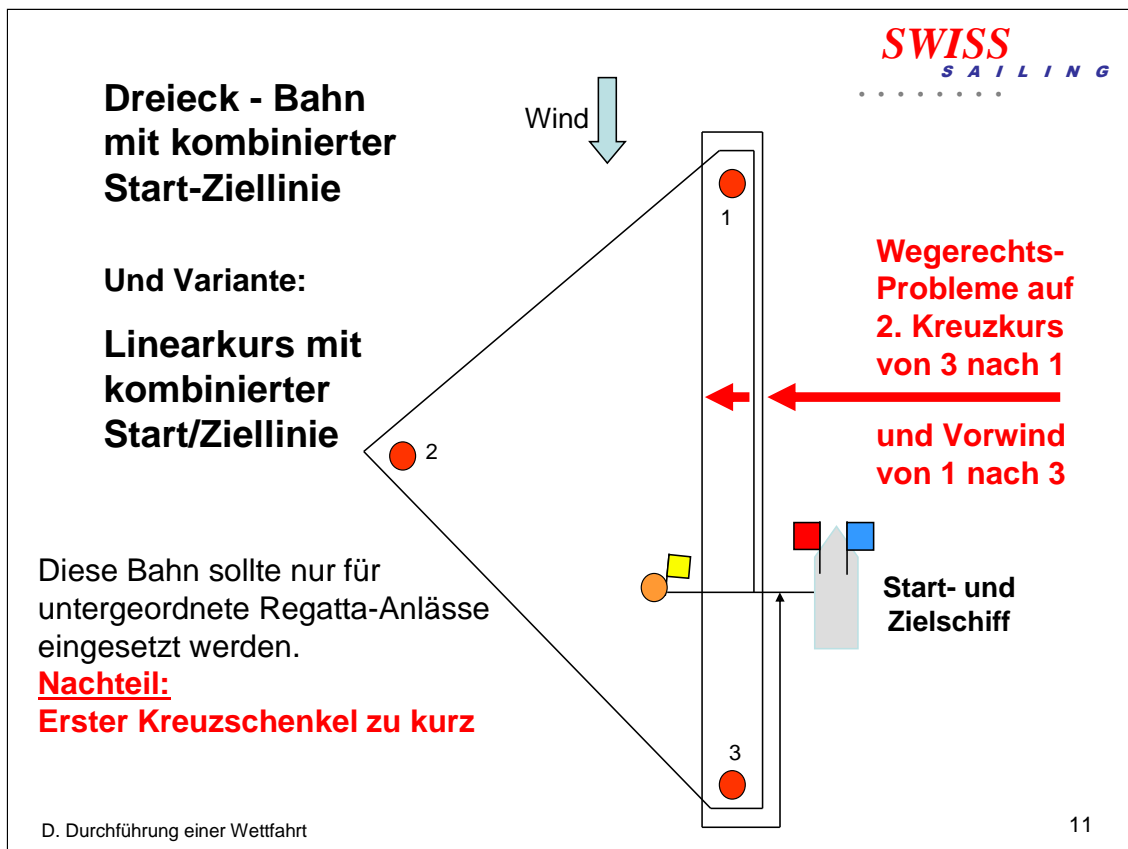 SWISS
SAILING
Dreieck - Bahn
mit kombinierter
Start-Ziellinie
Wind
Und Variante:
Linearkurs mit
kombinierter
Start/Ziellinie
1
2
3
Wegerechts-
Probleme auf
2. Kreuzkurs
von 3 nach 1
und Vorwind
von 1 nach 3
Start- und
Zielschiff
Diese Bahn sollte nur für
untergeordnete Regatta-Anlässe
eingesetzt werden.
Nachteil:
Erster Kreuzschenkel zu kurz
D. Durchführung einer Wettfahrt
11